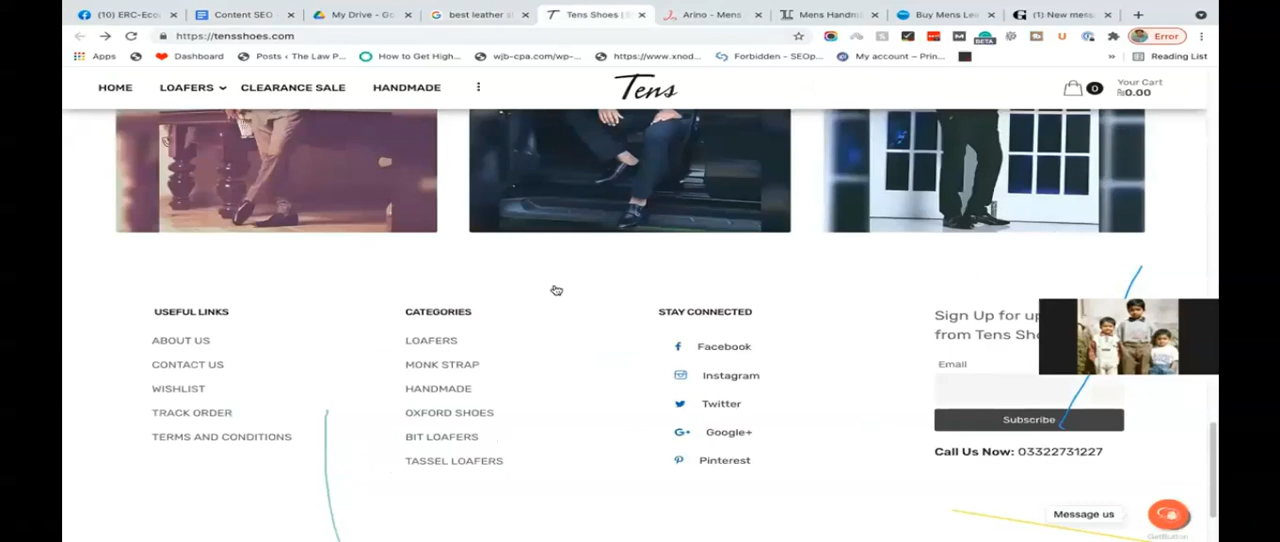 (10) ERC-Eco
Content SEO
My Drive - Go
best leather s
Tens Shoes | E
Arino - Mens
Mens Handm
Buy Mens Lee
(1) New mess
https://tensshoes.com
BETA
Error
Apps
Dashboard
Posts ‹ The Law P...
How to Get High...
wjb-cpa.com/wp-...
https://www.xnod...
Forbidden - SEOp...
My account – Prin...
»
Reading List
HOME
LOAFERS
CLEARANCE SALE
HANDMADE
Tens
0
Your Cart
₨0.00
USEFUL LINKS
ABOUT US
CONTACT US
WISHLIST
TRACK ORDER
TERMS AND CONDITIONS
CATEGORIES
LOAFERS
MONK STRAP
HANDMADE
OXFORD SHOES
BIT LOAFERS
TASSEL LOAFERS
STAY CONNECTED
Facebook
Instagram
Twitter
Google+
Pinterest
Sign Up for up
from Tens Sho
Email
Subscribe
Call Us Now: 03322731227
Message us
GetButton